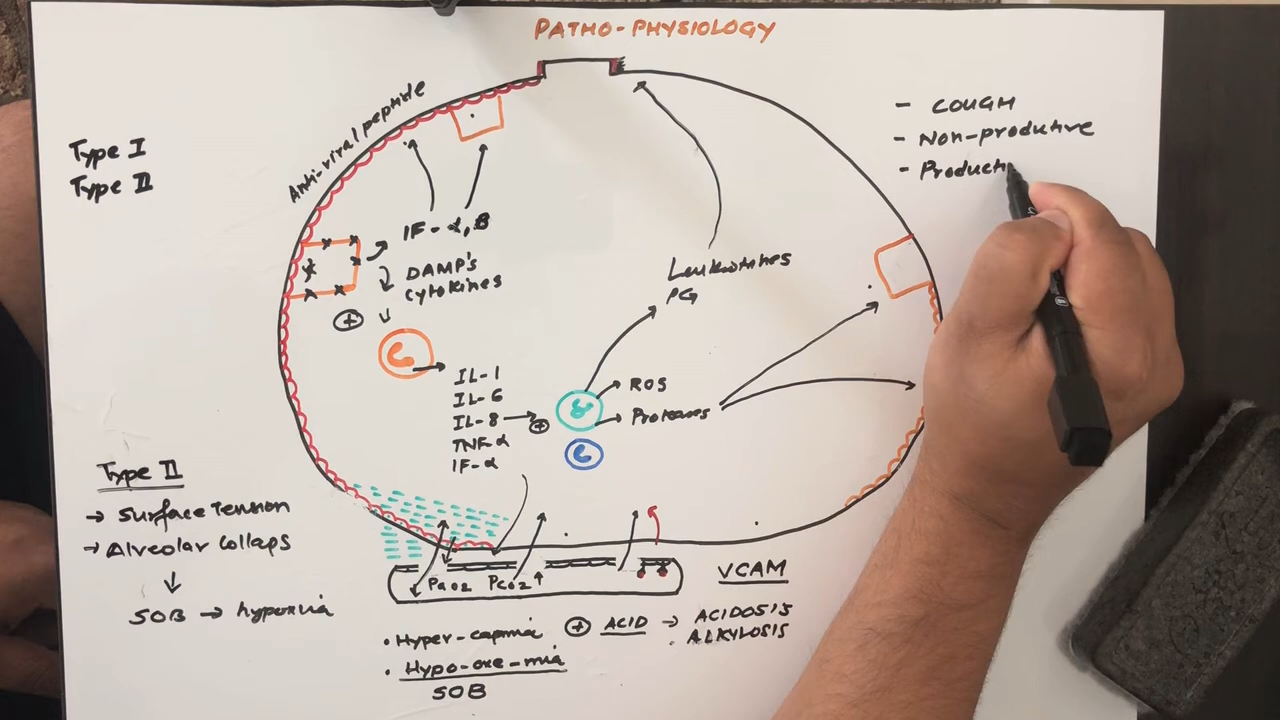 PATHO-PHYSIOLOGY
Type I
Type II
Anti-viral peptide
- COUGH
- Non-produtive
- Product
IF-α,B
DAMP's
Cytokines
+
Leukotrines
PG
IL-1
IL-6
IL-8
TNF-α
IF-α
+
ROS
Proteases
Type II
→ Surface Tension
→ Alveolar Collaps
SOB → hypoxia
PaO2 PCO2↑
VCAM
• Hyper-capnia
• Hypo-oxe-mia
SOB
+ ACID → ACIDOSIS
ALKYLOSIS